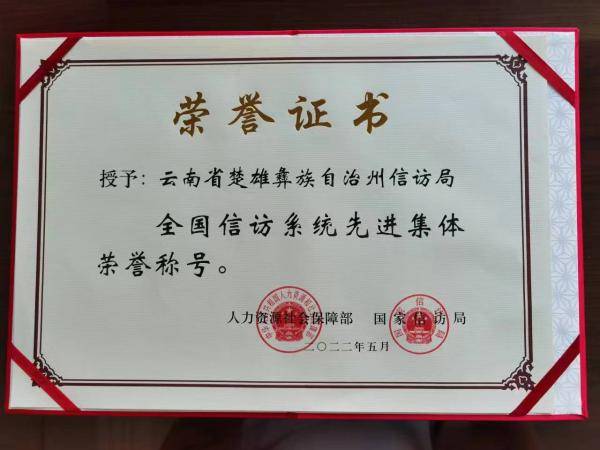 荣誉证书
授予：云南省楚雄彝族自治州信访局
全国信访系统先进集体
荣誉称号。
人力资源社会保障部 国家信访局
二〇二二年五月